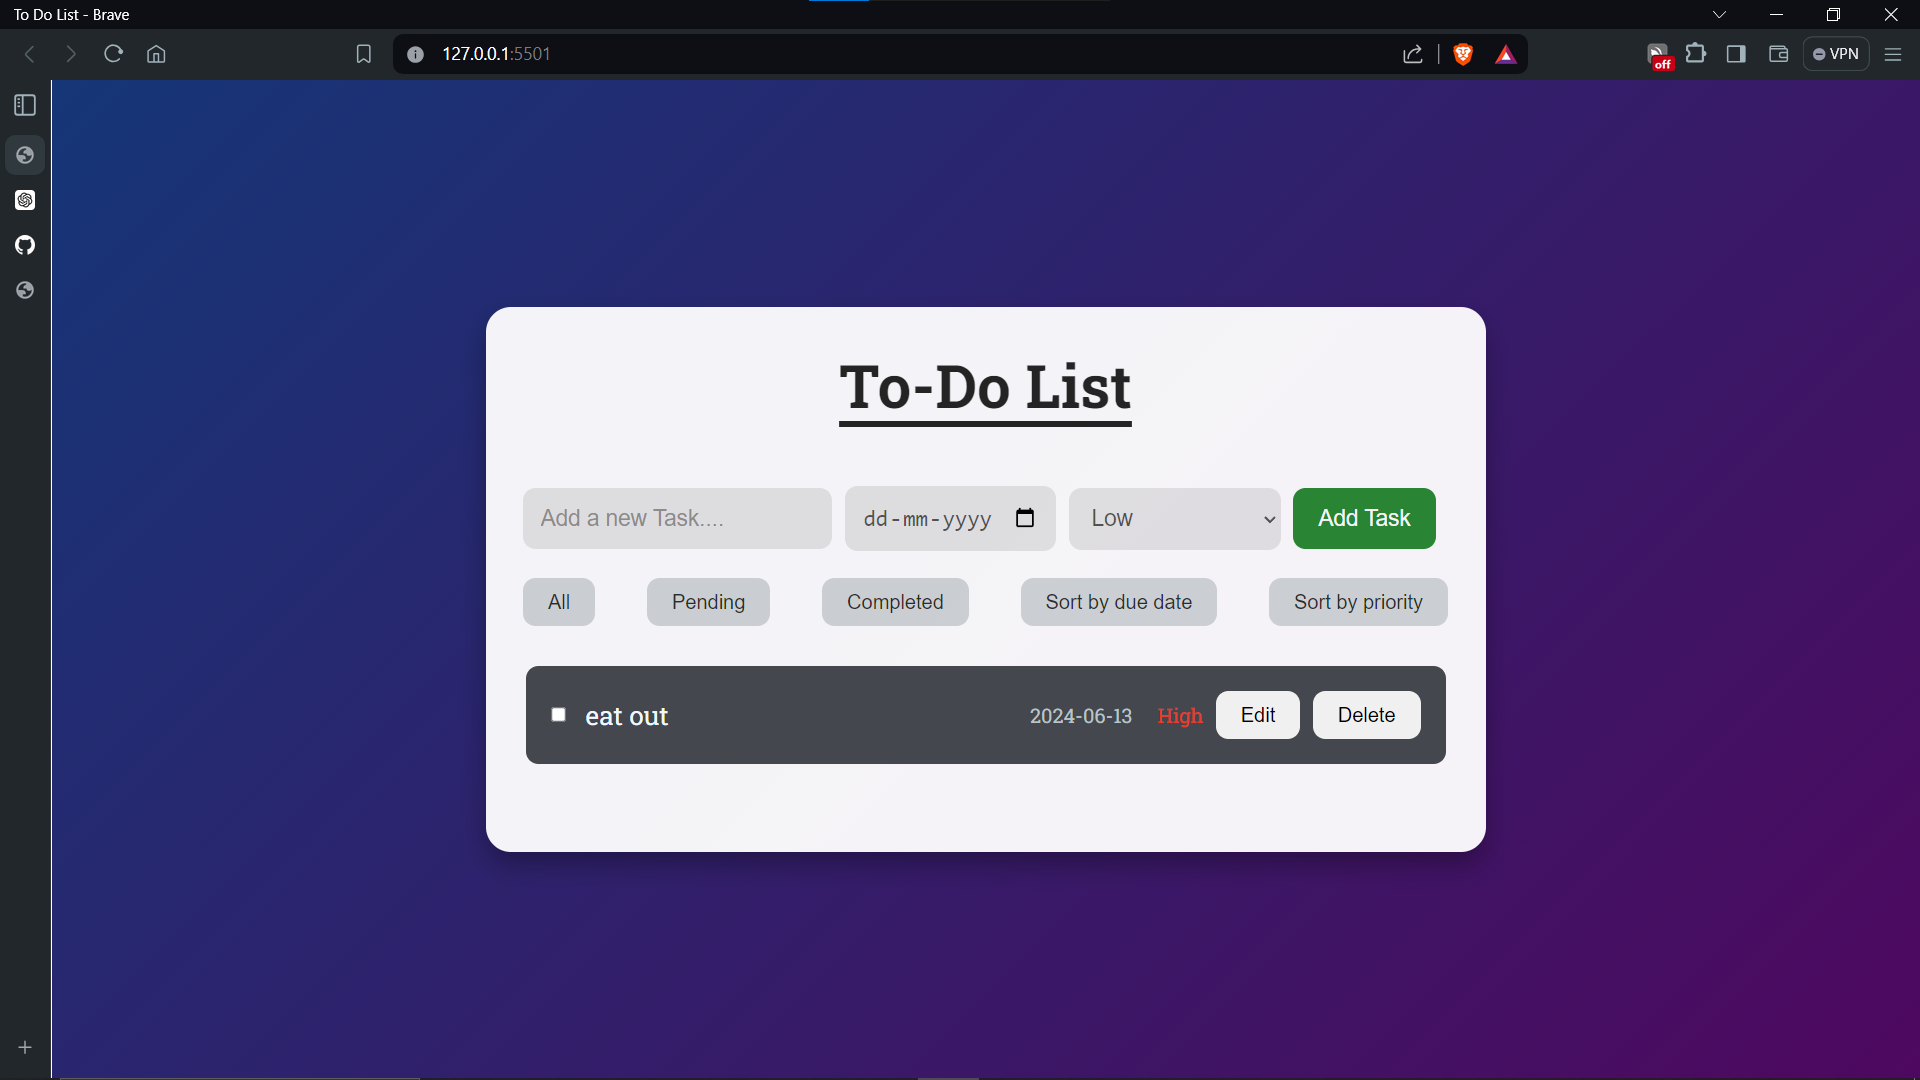 To Do List - Brave
127.0.0.1:5501
off
VPN
To-Do List
Add a new Task....
dd-mm-yyyy
Low
Add Task
All
Pending
Completed
Sort by due date
Sort by priority
eat out
2024-06-13
High
Edit
Delete